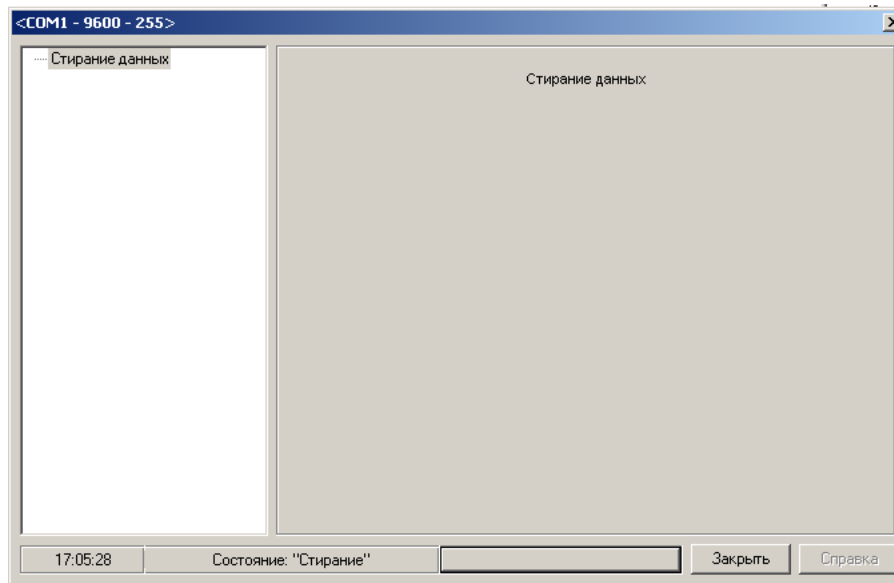 <COM1 - 9600 - 255>
Стирание данных
Стирание данных
17:05:28
Состояние: "Стирание"
Закрыть
Справка